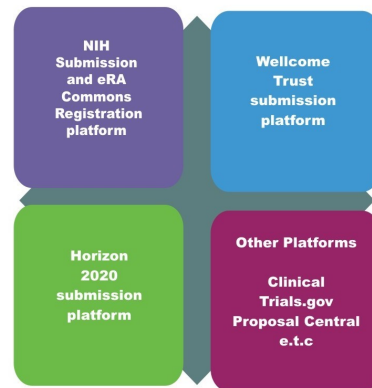 NIH
Submission
and eRA
Commons
Registration
platform
Wellcome
Trust
submission
platform
Horizon
2020
submission
platform
Other Platforms
Clinical
Trials.gov
Proposal Central
e.t.c